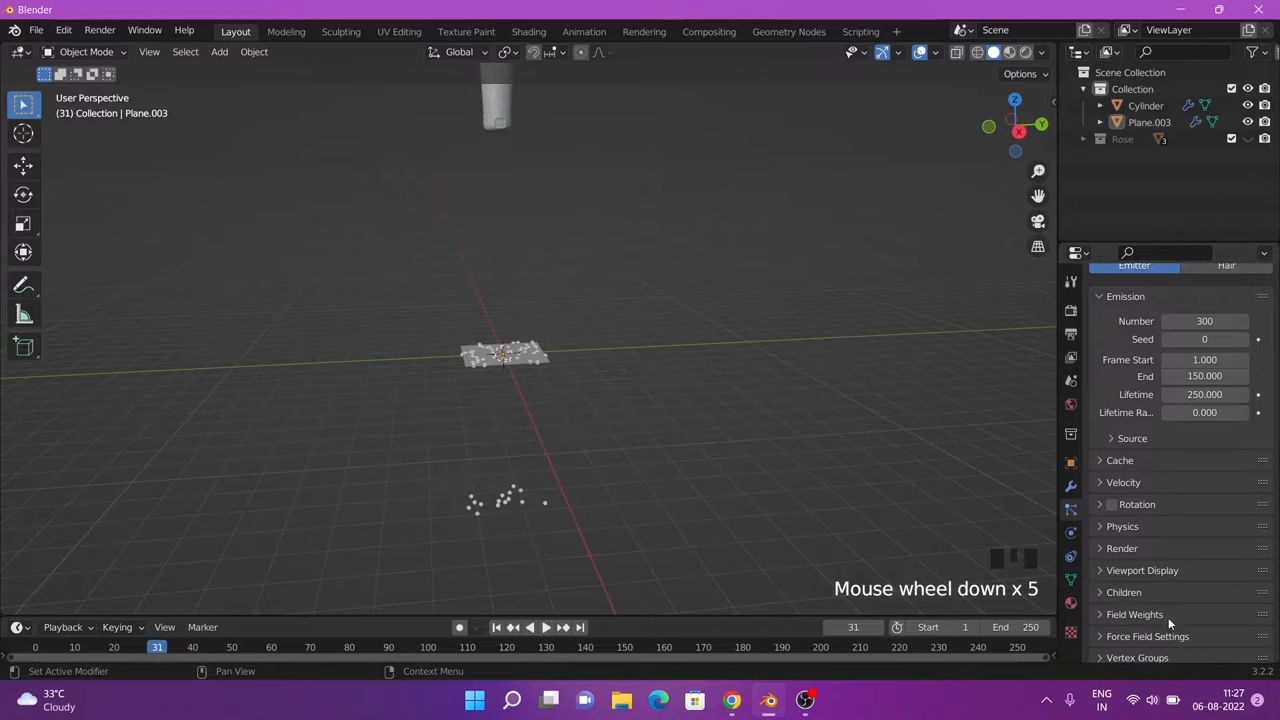 Blender
File Edit Render Window Help Layout Modeling Sculpting UV Editing Texture Paint Shading Animation Rendering Compositing Geometry Nodes Scripting + Scene ViewLayer
Object Mode View Select Add Object Global
Options
User Perspective
(31) Collection | Plane.003
Z
Y
X
Scene Collection
Collection
Cylinder
Plane.003
Rose 3
Emitter Hair
Emission
Number 300
Seed 0
Frame Start 1.000
End 150.000
Lifetime 250.000
Lifetime Ra... 0.000
Source
Cache
Velocity
Rotation
Physics
Render
Viewport Display
Children
Field Weights
Force Field Settings
Vertex Groups
Mouse wheel down x 5
Playback Keying View Marker 31 Start 1 End 250
0 10 20 31 40 50 60 70 80 90 100 110 120 130 140 150 160 170 180 190 200 210 220 230 240 250
Set Active Modifier Pan View Context Menu 3.2.2
33°C
Cloudy
ENG
IN
11:27
06-08-2022
2